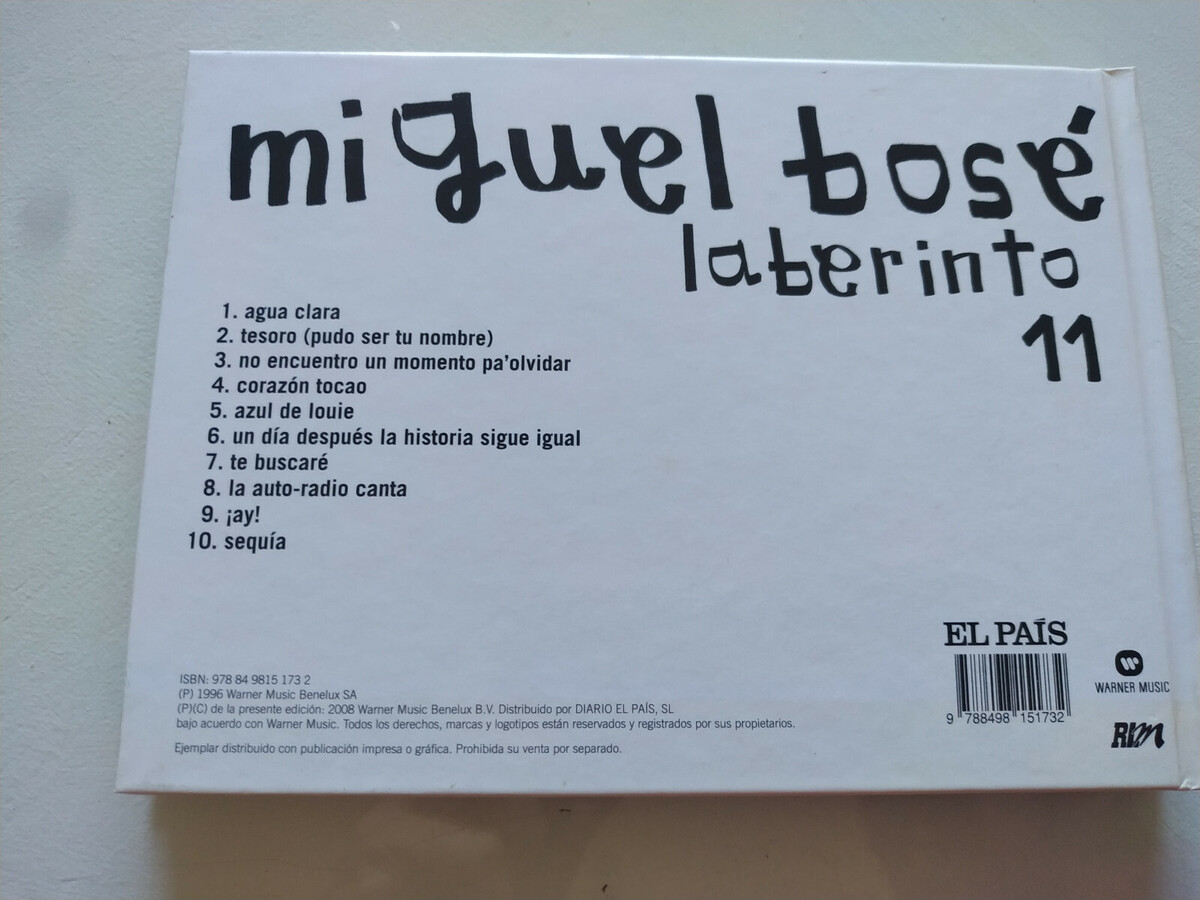 miguel bosé
laberinto
11
1. agua clara
2. tesoro (pudo ser tu nombre)
3. no encuentro un momento pa'olvidar
4. corazón tocao
5. azul de louie
6. un día después la historia sigue igual
7. te buscaré
8. la auto-radio canta
9. ¡ay!
10. sequía
ISBN: 978 84 9815 173 2
(P) 1996 Warner Music Benelux SA
(P)(C) de la presente edición: 2008 Warner Music Benelux B.V. Distribuido por DIARIO EL PAÍS, SL
bajo acuerdo con Warner Music. Todos los derechos, marcas y logotipos están reservados y registrados por sus propietarios.
Ejemplar distribuido con publicación impresa o gráfica. Prohibida su venta por separado.
EL PAÍS
9 788498 151732
WARNER MUSIC